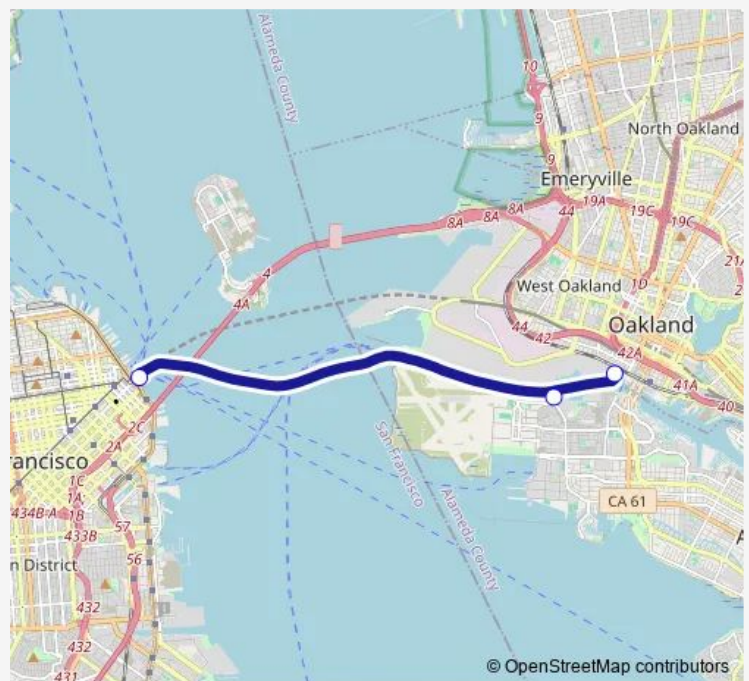 Alameda County
10
9
North Oakland
9
Emeryville
19A
19C
19C
44
8A
8A
8A
21A
4
4A
West Oakland
1D
Oakland
44
42
42A
41A
40
2C
2A
rancisco
1C
1A
1B
434B A
433B
57
56
n District
San Francisco
Alameda County
CA 61
A
432
432
431
© OpenStreetMap contributors